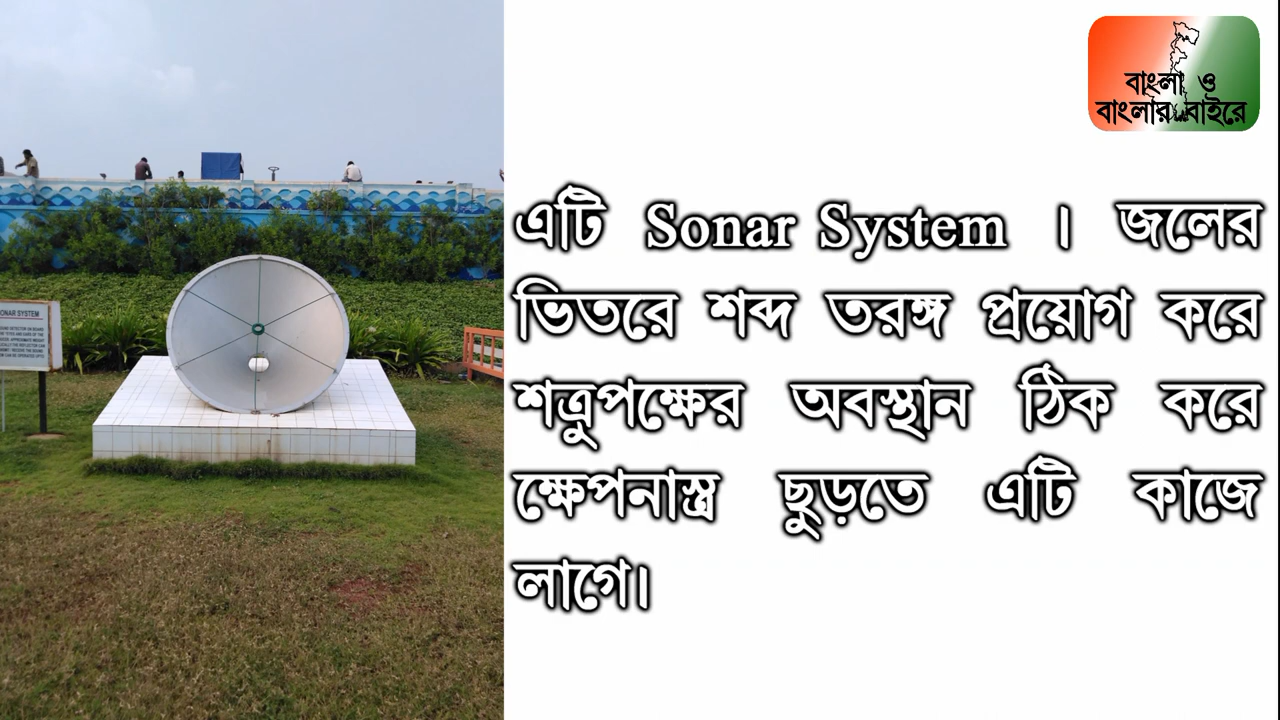 বাংলা ও
বাংলার বাইরে
এটি Sonar System । জলের
ভিতরে শব্দ তরঙ্গ প্রয়োগ করে
শত্রুপক্ষের অবস্থান ঠিক করে
ক্ষেপনাস্ত্র ছুড়তে এটি কাজে
লাগে।
SONAR SYSTEM